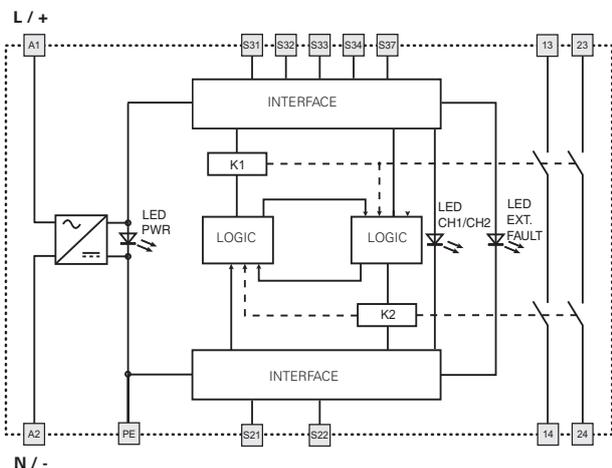 L / +
A1 S31 S32 S33 S34 S37 13 23
INTERFACE
K1
LED
PWR
LOGIC
LOGIC
LED
CH1/CH2
LED
EXT.
FAULT
K2
INTERFACE
A2 PE S21 S22 14 24
N / -